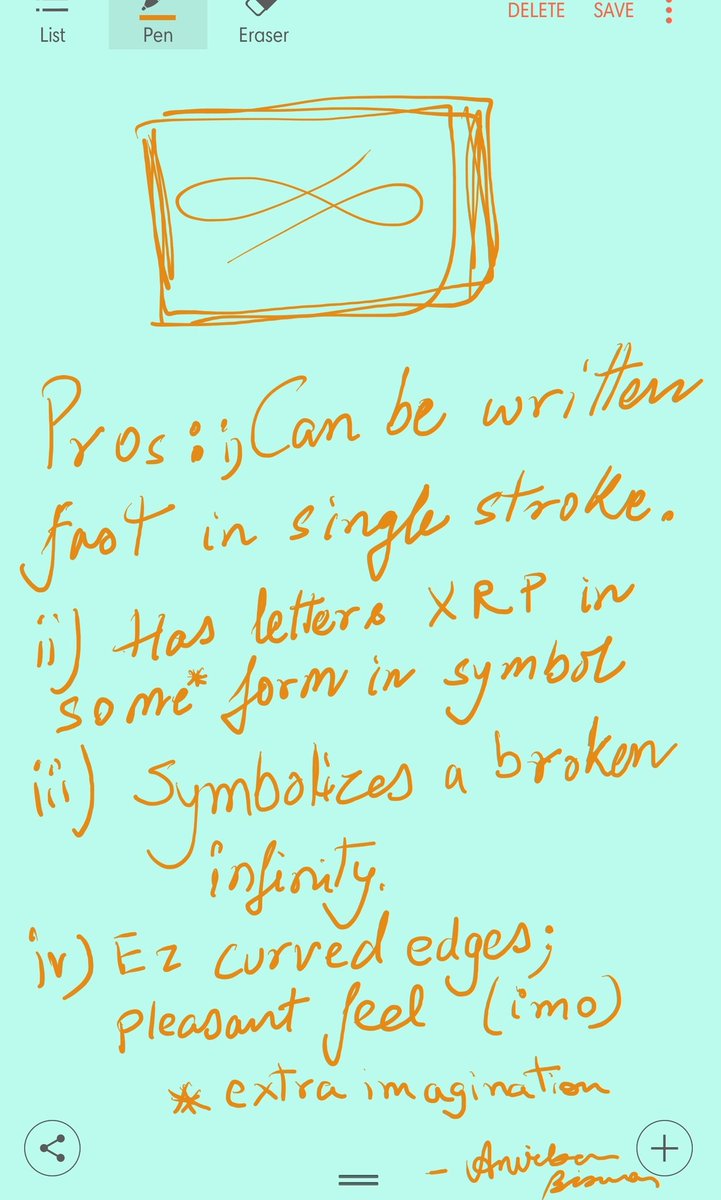 List Pen Eraser DELETE SAVE
Pros: i) Can be written
fast in single stroke.
ii) Has letters XRP in
some* form in symbol
iii) Symbolizes a broken
infinity.
iv) Ez curved edges;
pleasant feel (imo)
* extra imagination
- Anirban
Biswas